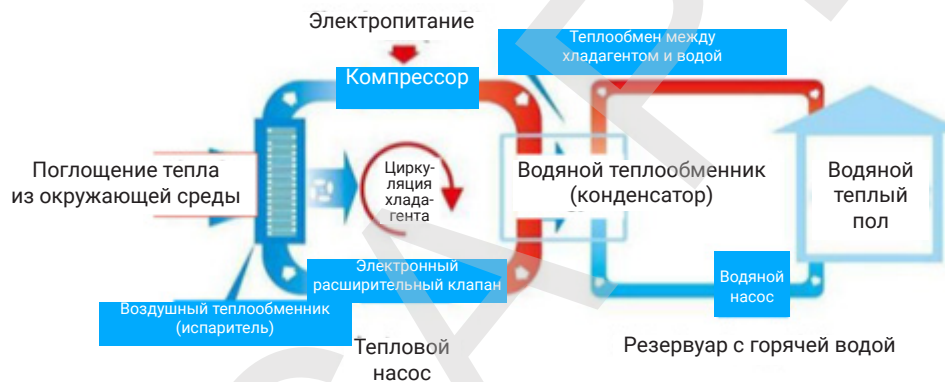 Электропитание
Теплообмен между
хладагентом и водой
Компрессор
Поглощение тепла
из окружающей среды
Цирку-
ляция
хлада-
гента
Водяной теплообменник
(конденсатор)
Водяной
теплый
пол
Электронный
расширительный клапан
Водяной
насос
Воздушный теплообменник
(испаритель)
Тепловой
насос
Резервуар с горячей водой